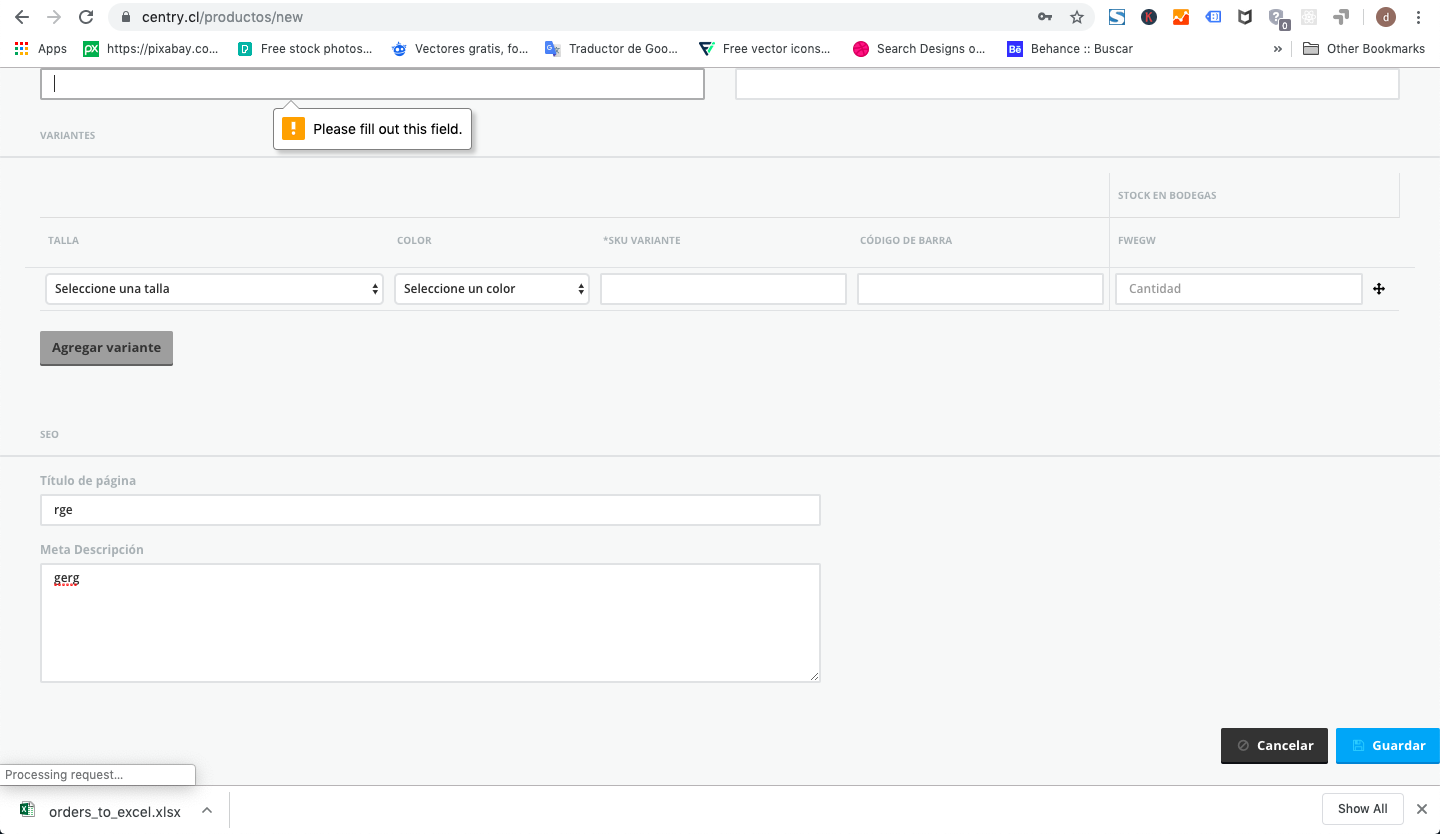 centry.cl/productos/new
0
d
Apps
px
https://pixabay.co...
Free stock photos...
Vectores gratis, fo...
Traductor de Goo...
Free vector icons...
Search Designs o...
Bē
Behance :: Buscar
»
Other Bookmarks
Please fill out this field.
VARIANTES
STOCK EN BODEGAS
TALLA
COLOR
*SKU VARIANTE
CÓDIGO DE BARRA
FWEGW
Seleccione una talla
Seleccione un color
Cantidad
Agregar variante
SEO
Título de página
rge
Meta Descripción
gerg
Cancelar
Guardar
Processing request...
orders_to_excel.xlsx
Show All